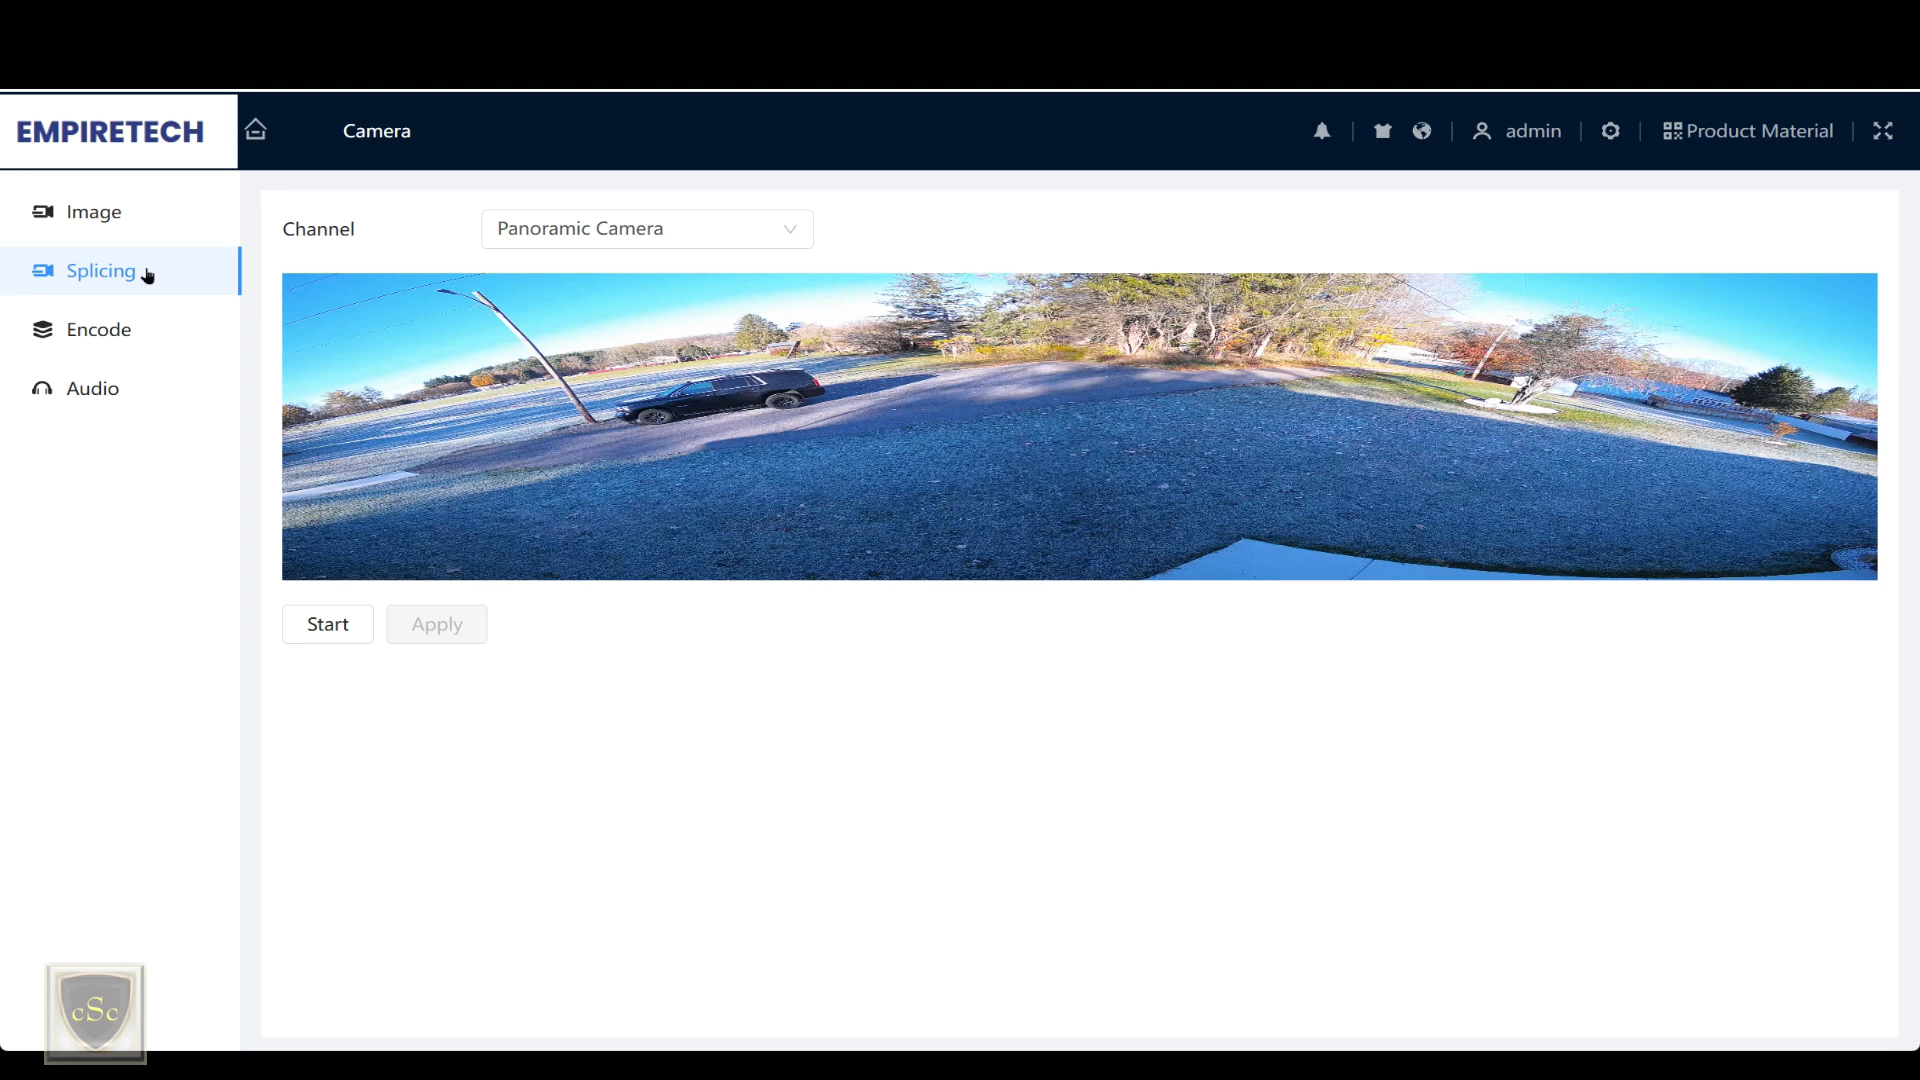 EMPIRETECH
Camera
admin
Product Material
Image
Splicing
Encode
Audio
Channel
Panoramic Camera
Start
Apply
cSc